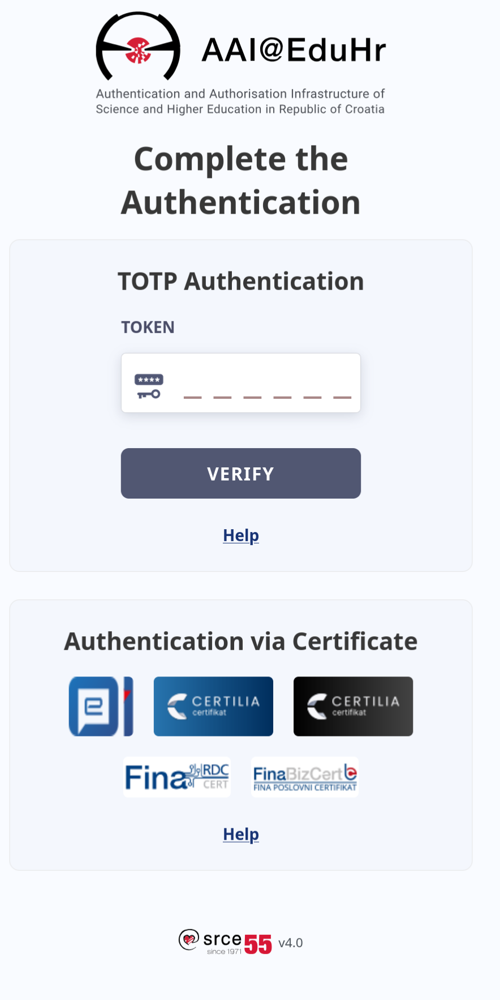 AAI@EduHr
Authentication and Authorisation Infrastructure of
Science and Higher Education in Republic of Croatia
Complete the
Authentication
TOTP Authentication
TOKEN
****
VERIFY
Help
Authentication via Certificate
e
CERTILIA
certifikat
CERTILIA
certifikat
Fina RDC
CERT
FinaBizCert e
FINA POSLOVNI CERTIFIKAT
Help
srce 55 v4.0
since 1971